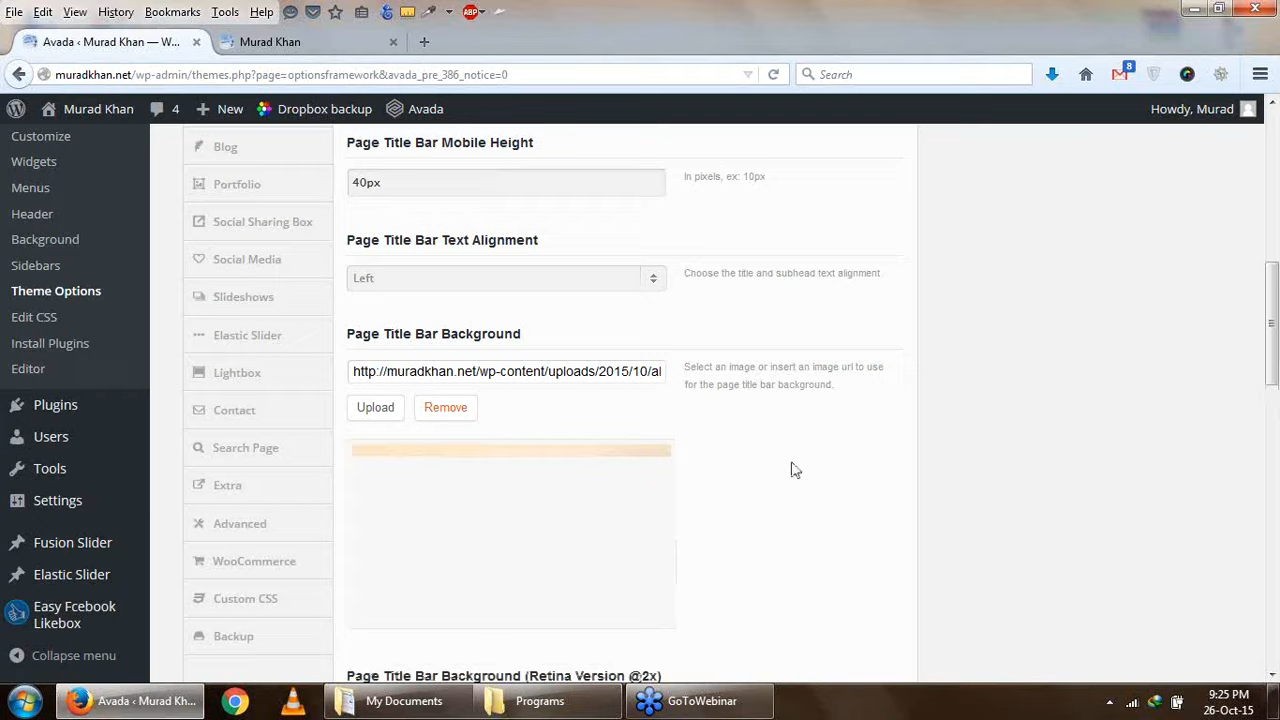 File Edit View History Bookmarks Tools Help
ABP
Avada ‹ Murad Khan — W...
Murad Khan
muradkhan.net/wp-admin/themes.php?page=optionsframework&avada_pre_386_notice=0
Search
8
Murad Khan 4 New Dropbox backup Avada
Howdy, Murad
Customize
Widgets
Menus
Header
Background
Sidebars
Theme Options
Edit CSS
Install Plugins
Editor
Plugins
Users
Tools
Settings
Fusion Slider
Elastic Slider
Easy Fcebook
Likebox
Collapse menu
Blog
Portfolio
Social Sharing Box
Social Media
Slideshows
Elastic Slider
Lightbox
Contact
Search Page
Extra
Advanced
WooCommerce
Custom CSS
Backup
Page Title Bar Mobile Height
40px
In pixels, ex: 10px
Page Title Bar Text Alignment
Left
Choose the title and subhead text alignment
Page Title Bar Background
http://muradkhan.net/wp-content/uploads/2015/10/al
Select an image or insert an image url to use
for the page title bar background.
Upload
Remove
Page Title Bar Background (Retina Version @2x)
Avada ‹ Murad Kh...
My Documents
Programs
GoToWebinar
9:25 PM
26-Oct-15